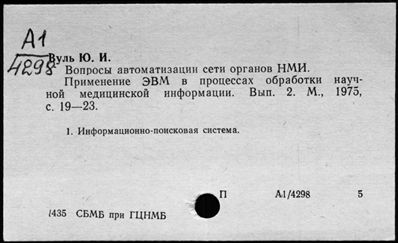 А1
4298
Вуль Ю. И.
Вопросы автоматизации сети органов НМИ.
Применение ЭВМ в процессах обработки науч-
ной медицинской информации. Вып. 2. М., 1975,
с. 19—23.
1. Информационно-поисковая система.
П А1/4298 5
1435 СБМБ при ГЦНМБ